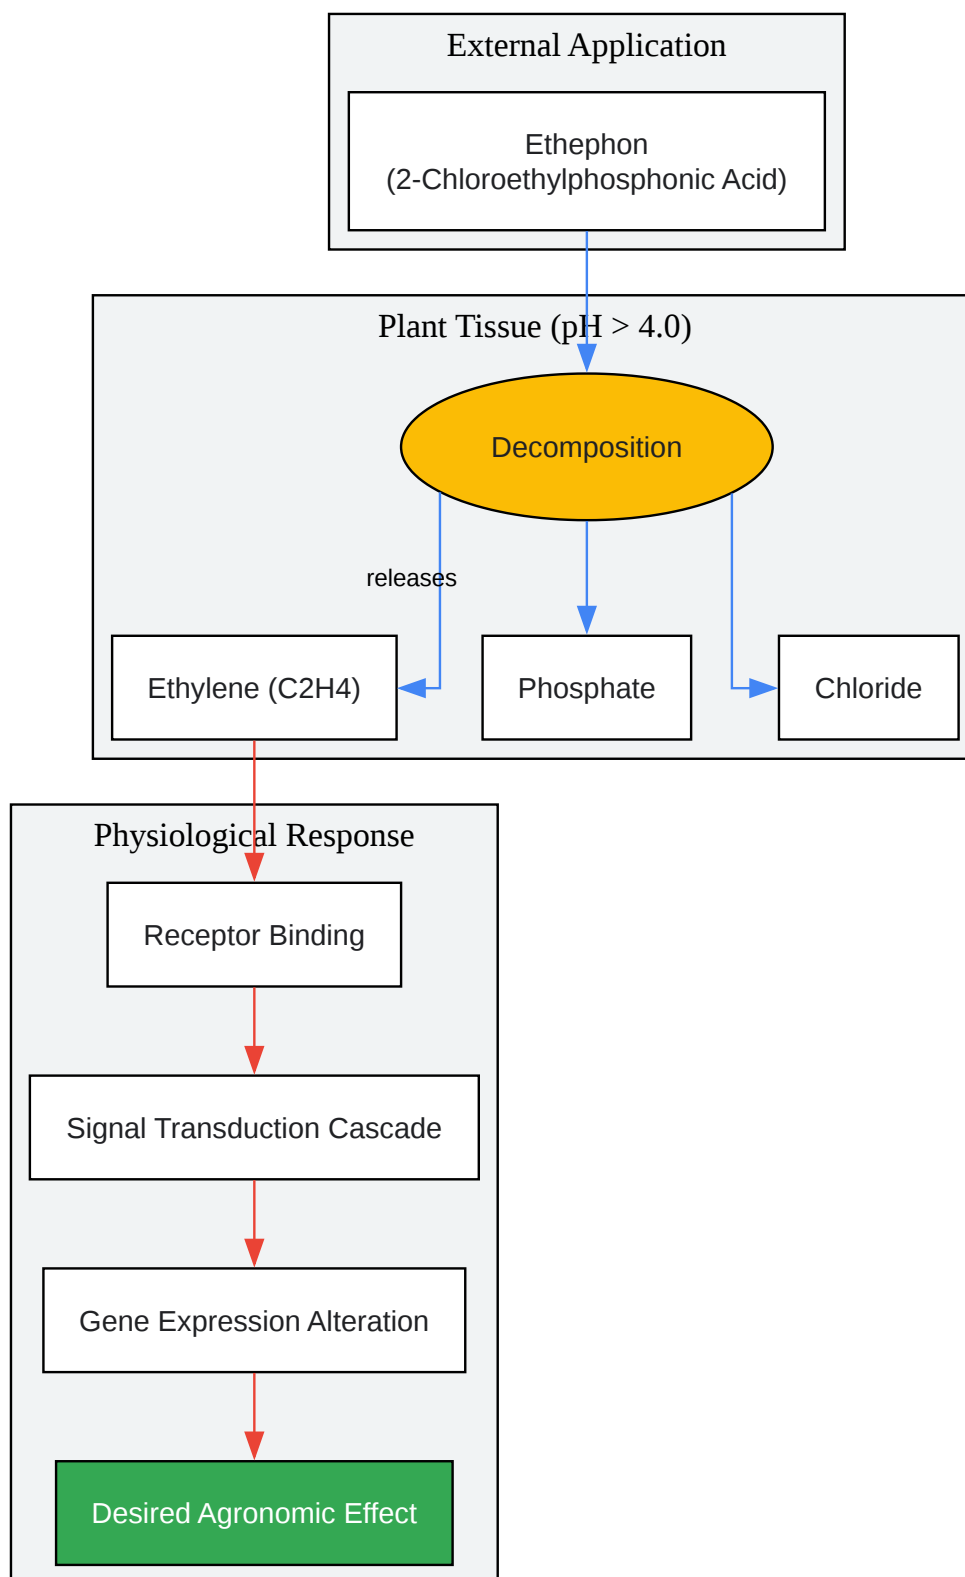 External Application
Ethephon
(2-Chloroethylphosphonic Acid)
Plant Tissue (pH > 4.0)
Decomposition
releases
Ethylene (C2H4)
Phosphate
Chloride
Physiological Response
Receptor Binding
Signal Transduction Cascade
Gene Expression Alteration
Desired Agronomic Effect